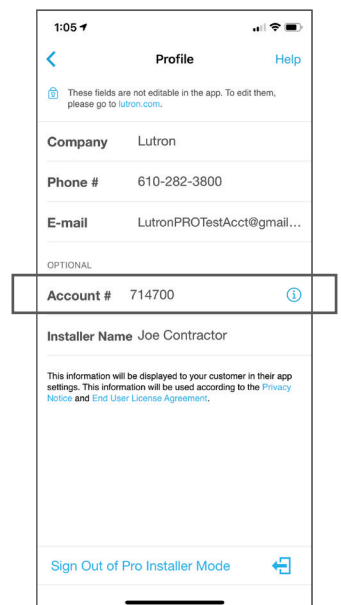 1:05
Profile
Help
These fields are not editable in the app. To edit them,
please go to lutron.com.
Company Lutron
Phone # 610-282-3800
E-mail LutronPROTestAcct@gmail...
OPTIONAL
Account # 714700
Installer Name Joe Contractor
This information will be displayed to your customer in their app
settings. This information will be used according to the Privacy
Notice and End User License Agreement.
Sign Out of Pro Installer Mode